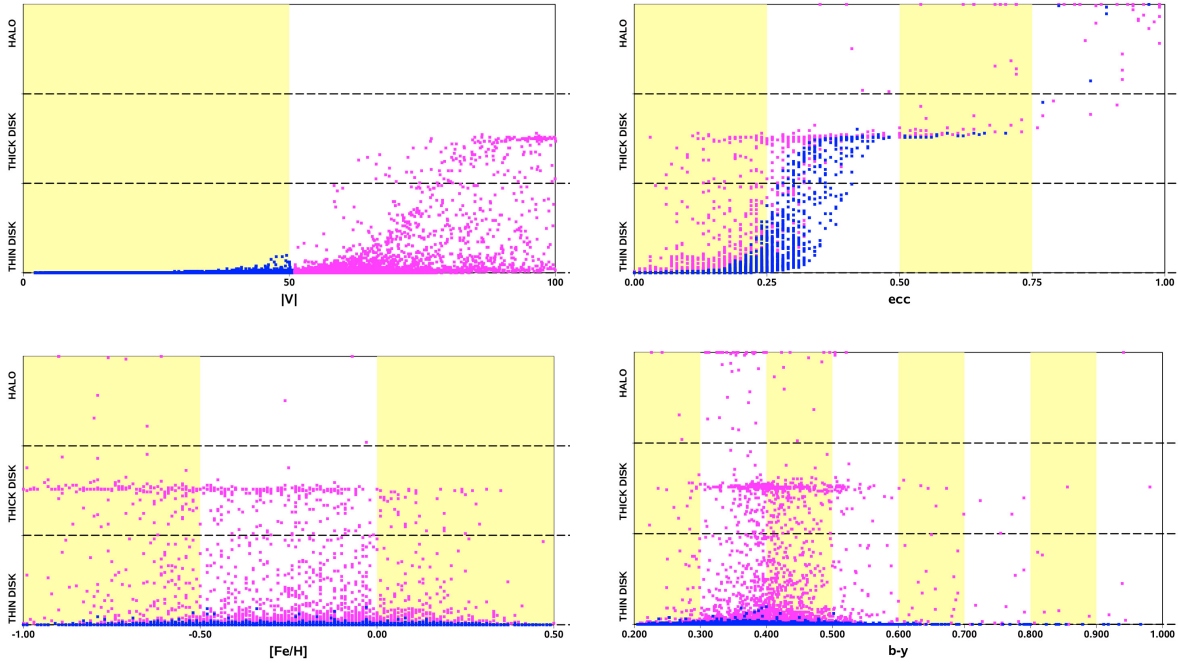 HALO
THICK DISK
THIN DISK
0 50 100
|V|
HALO
THICK DISK
THIN DISK
0.00 0.25 0.50 0.75 1.00
ecc
HALO
THICK DISK
THIN DISK
-1.00 -0.50 0.00 0.50
[Fe/H]
HALO
THICK DISK
THIN DISK
0.200 0.300 0.400 0.500 0.600 0.700 0.800 0.900 1.000
b-y